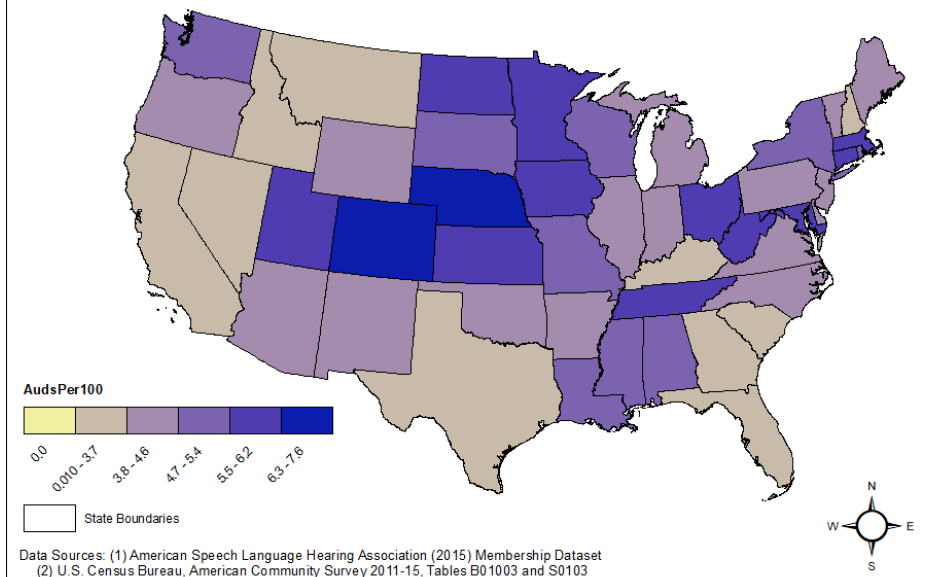 AudsPer100
0.0
0.010 - 3.7
3.8 - 4.6
4.7 - 5.4
5.5 - 6.2
6.3 - 7.6
State Boundaries
N
W
E
S
Data Sources: (1) American Speech Language Hearing Association (2015) Membership Dataset
(2) U.S. Census Bureau, American Community Survey 2011-15, Tables B01003 and S0103